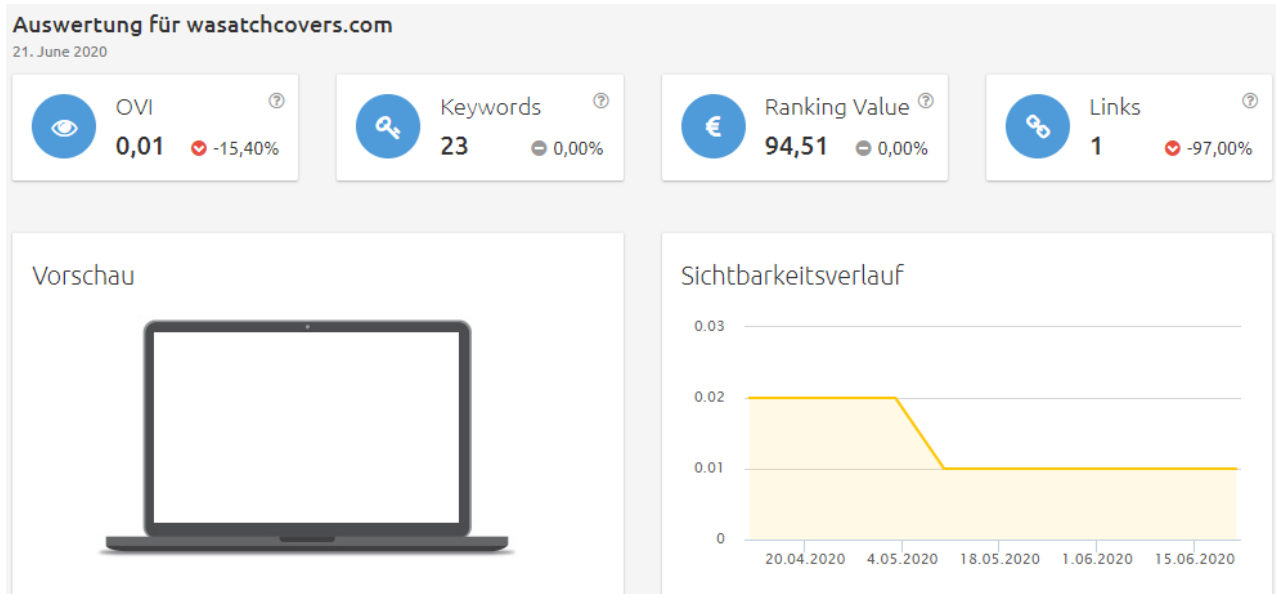 Auswertung für wasatchcovers.com
21. June 2020
OVI
0,01 -15,40%
Keywords
23 0,00%
Ranking Value
€
94,51 0,00%
Links
1 -97,00%
Vorschau
Sichtbarkeitsverlauf
0.03
0.02
0.01
0
20.04.2020 4.05.2020 18.05.2020 1.06.2020 15.06.2020